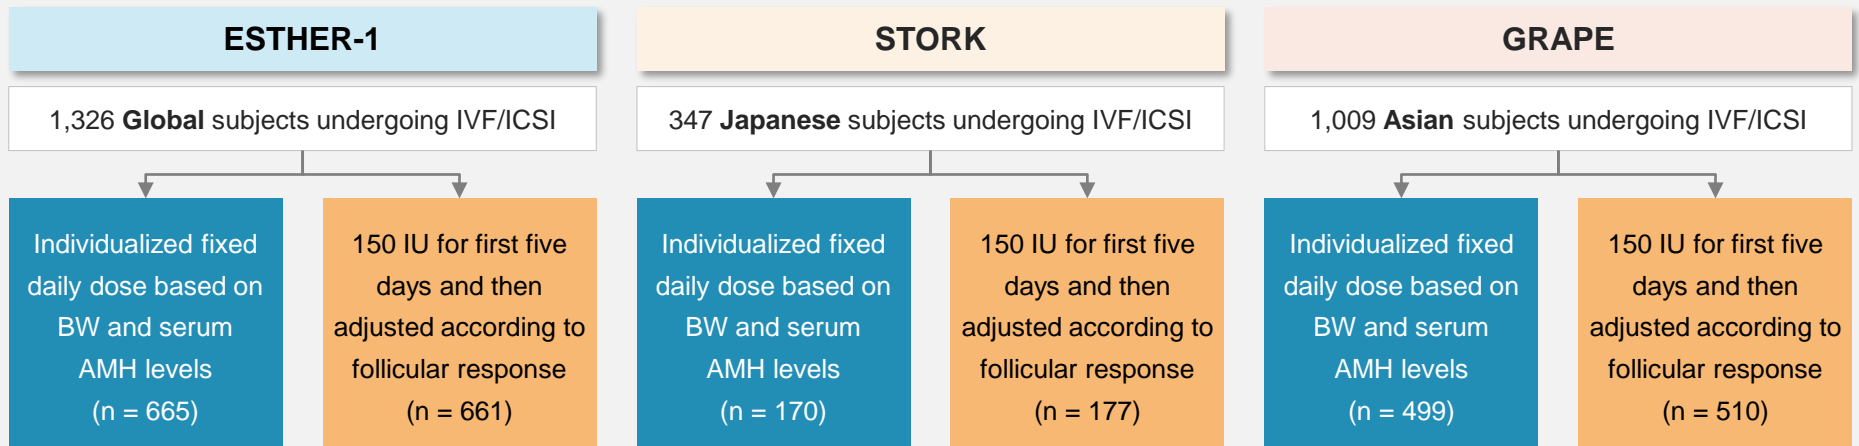 ESTHER-1
1,326 Global subjects undergoing IVF/ICSI
Individualized fixed
daily dose based on
BW and serum
AMH levels
(n = 665)
150 IU for first five
days and then
adjusted according to
follicular response
(n = 661)
STORK
347 Japanese subjects undergoing IVF/ICSI
Individualized fixed
daily dose based on
BW and serum
AMH levels
(n = 170)
150 IU for first five
days and then
adjusted according to
follicular response
(n = 177)
GRAPE
1,009 Asian subjects undergoing IVF/ICSI
Individualized fixed
daily dose based on
BW and serum
AMH levels
(n = 499)
150 IU for first five
days and then
adjusted according to
follicular response
(n = 510)